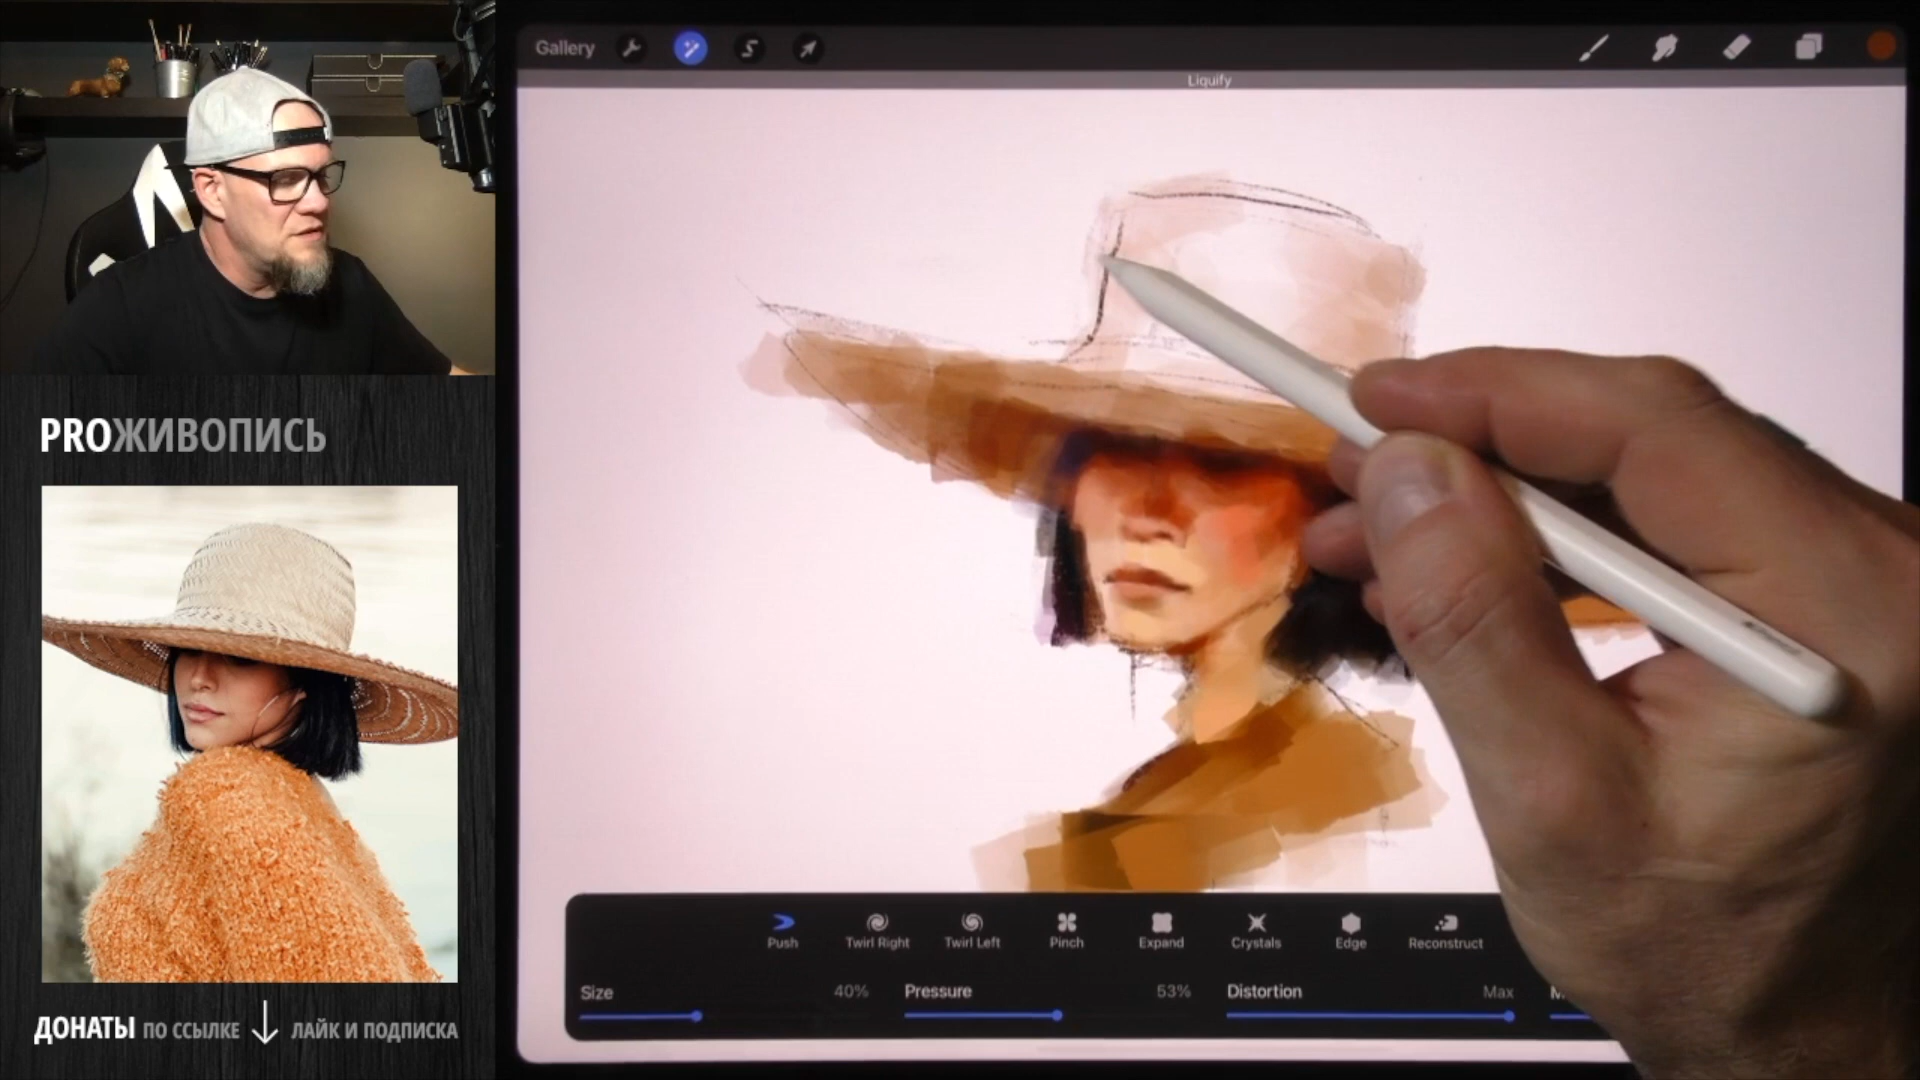 Gallery
Liquify
PROЖИВОПИСЬ
Push
Twirl Right
Twirl Left
Pinch
Expand
Crystals
Edge
Reconstruct
Size
40%
Pressure
53%
Distortion
Max
ДОНАТЫ ПО ССЫЛКЕ ↓ ЛАЙК И ПОДПИСКА